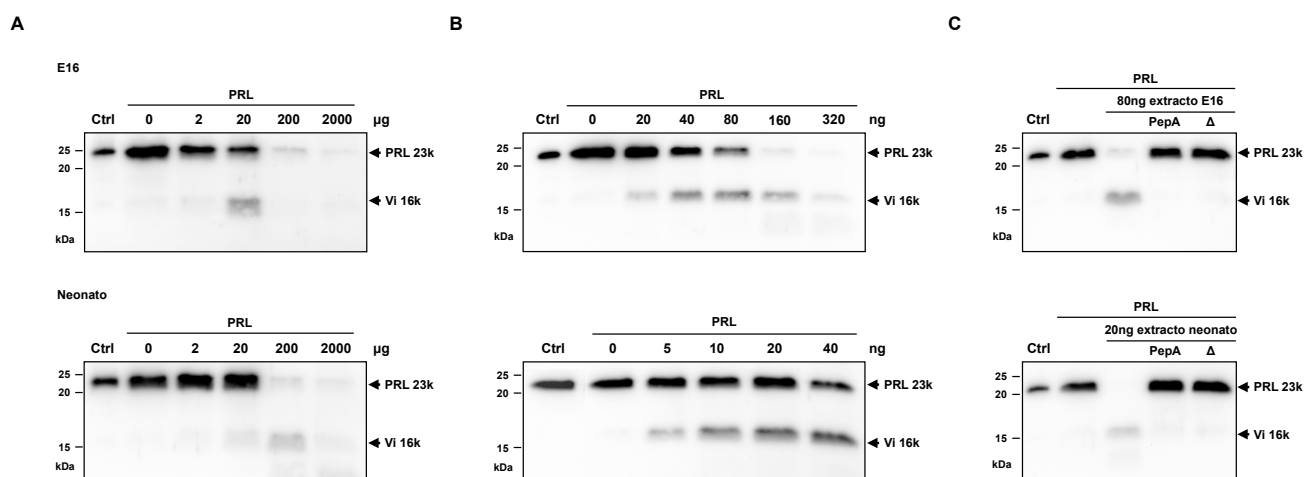 A
B
C
E16
PRL
Ctrl 0 2 20 200 2000 µg
25
20
15
kDa
PRL 23k
Vi 16k
PRL
Ctrl 0 20 40 80 160 320 ng
25
20
15
kDa
PRL 23k
Vi 16k
PRL
80ng extracto E16
Ctrl PepA Δ
25
20
15
kDa
PRL 23k
Vi 16k
Neonato
PRL
Ctrl 0 2 20 200 2000 µg
25
20
15
kDa
PRL 23k
Vi 16k
PRL
Ctrl 0 5 10 20 40 ng
25
20
15
kDa
PRL 23k
Vi 16k
PRL
20ng extracto neonato
Ctrl PepA Δ
25
20
15
kDa
PRL 23k
Vi 16k